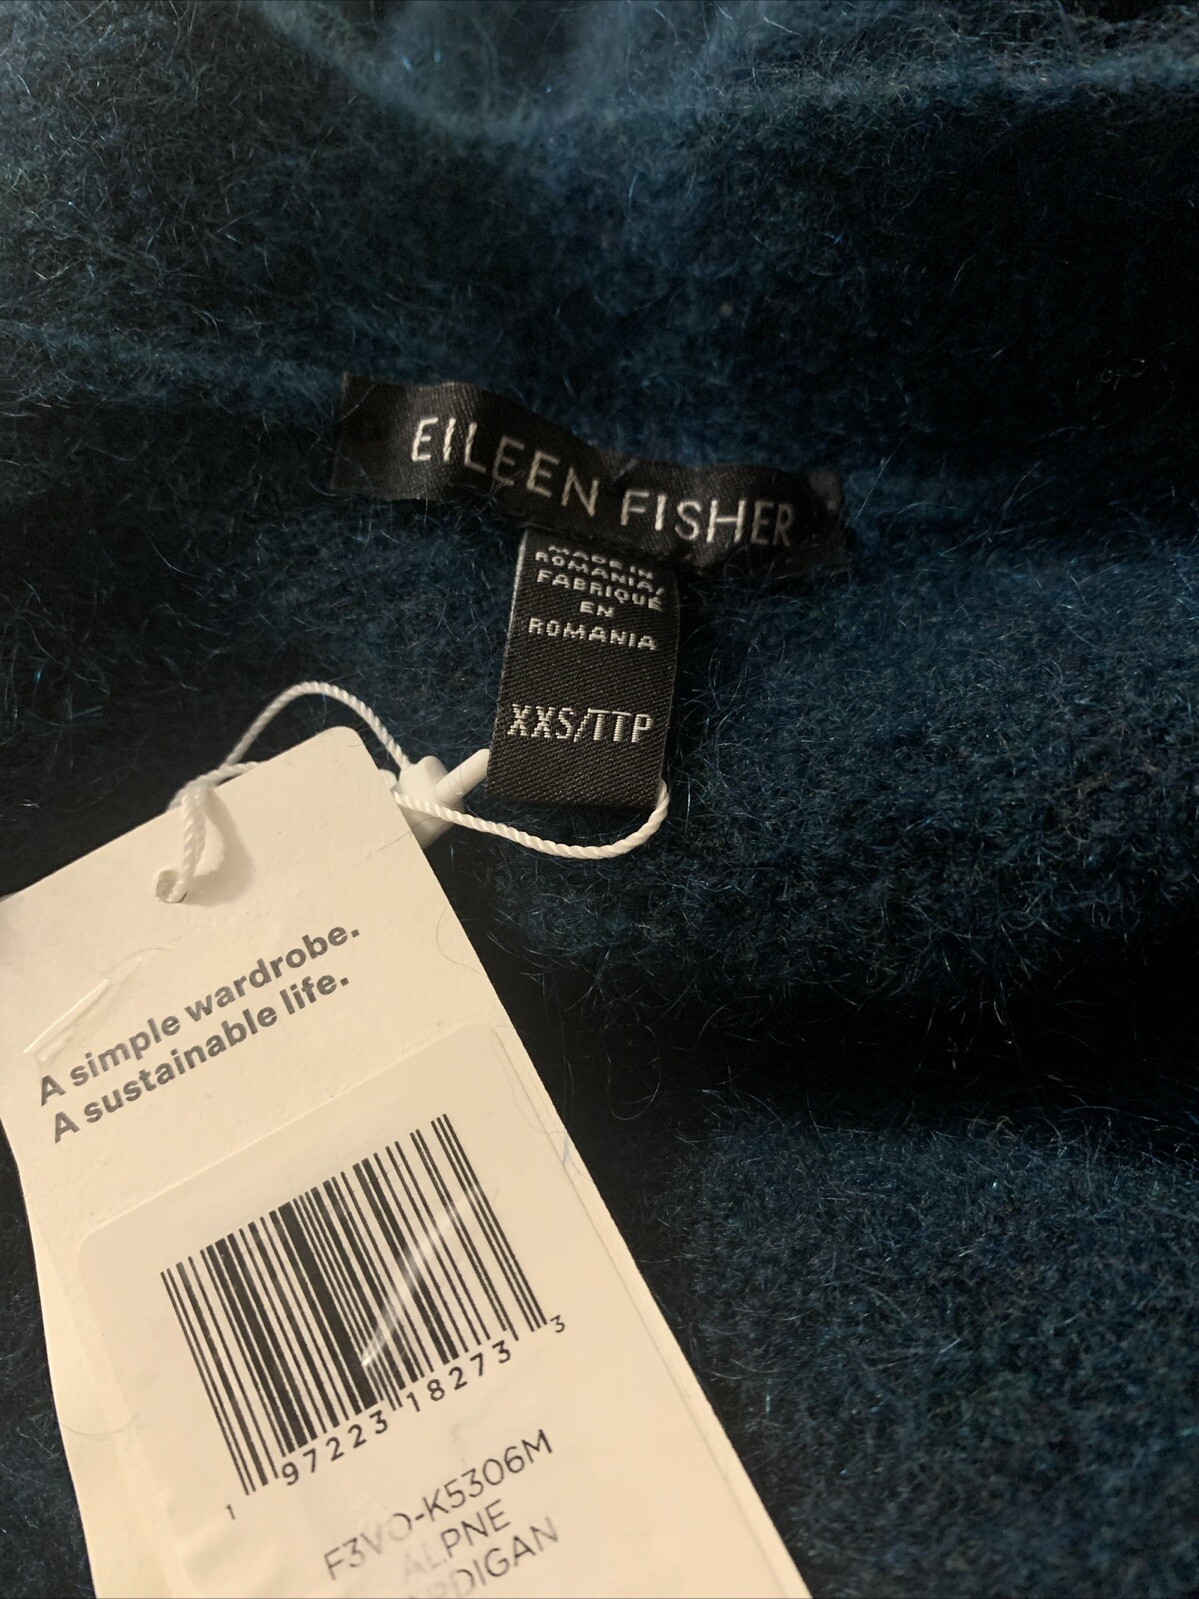 EILEEN FISHER
MADE IN
ROMANIA/
FABRIQUÉ
EN
ROMANIA
XXS/TTP
A simple wardrobe.
A sustainable life.
1 97223 18273 3
F3VO-K5306M
ALPNE
ARDIGAN